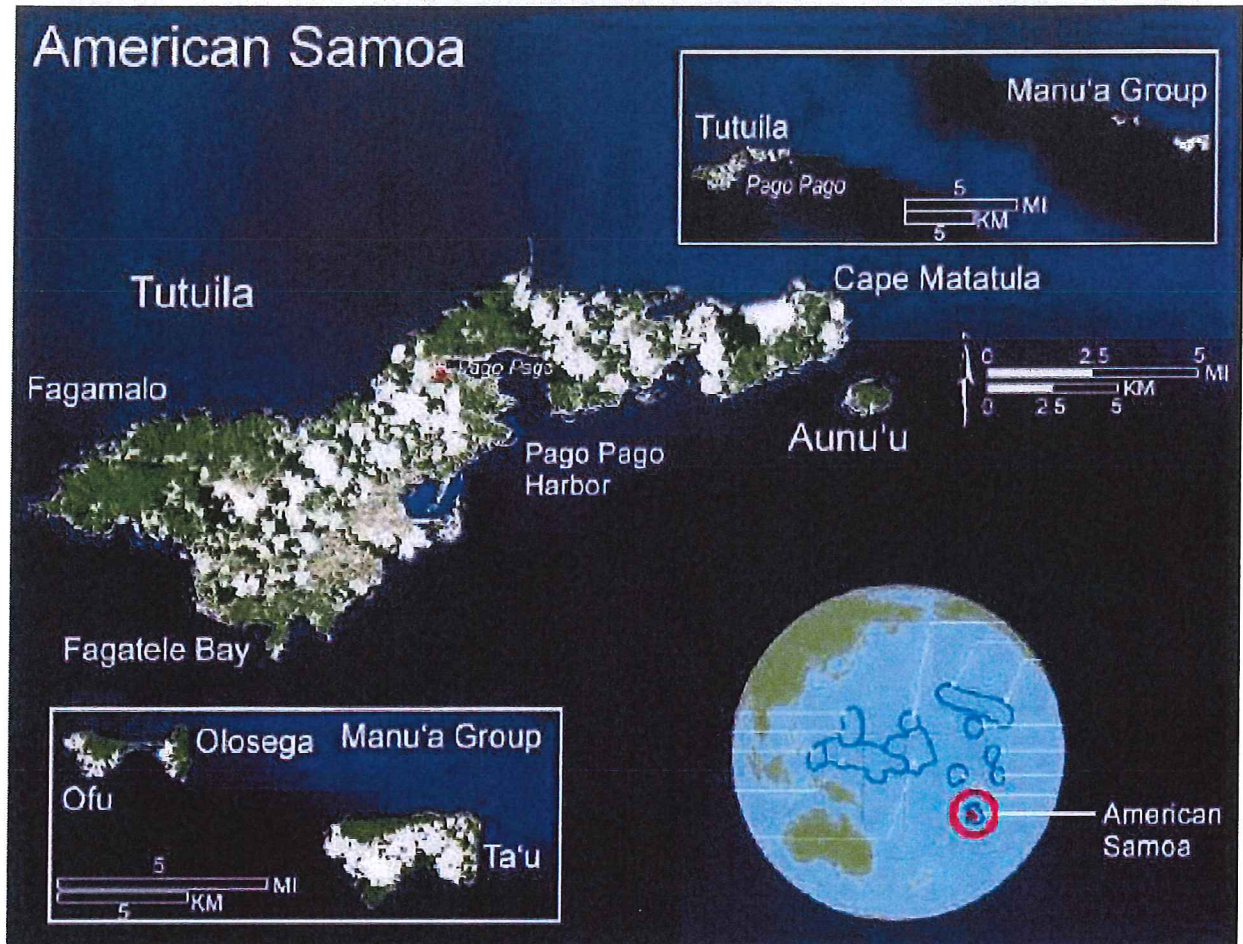 American Samoa
Manu‘a Group
Tutuila
Pago Pago
5
MI
KM
5
Cape Matatula
Tutuila
0 2 5 5
MI
KM
0 2 5 5
Pago Pago
Fagamalo
Aunu‘u
Pago Pago
Harbor
Fagatele Bay
Olosega
Manu‘a Group
Ofu
Ta‘u
5
MI
KM
5
American
Samoa